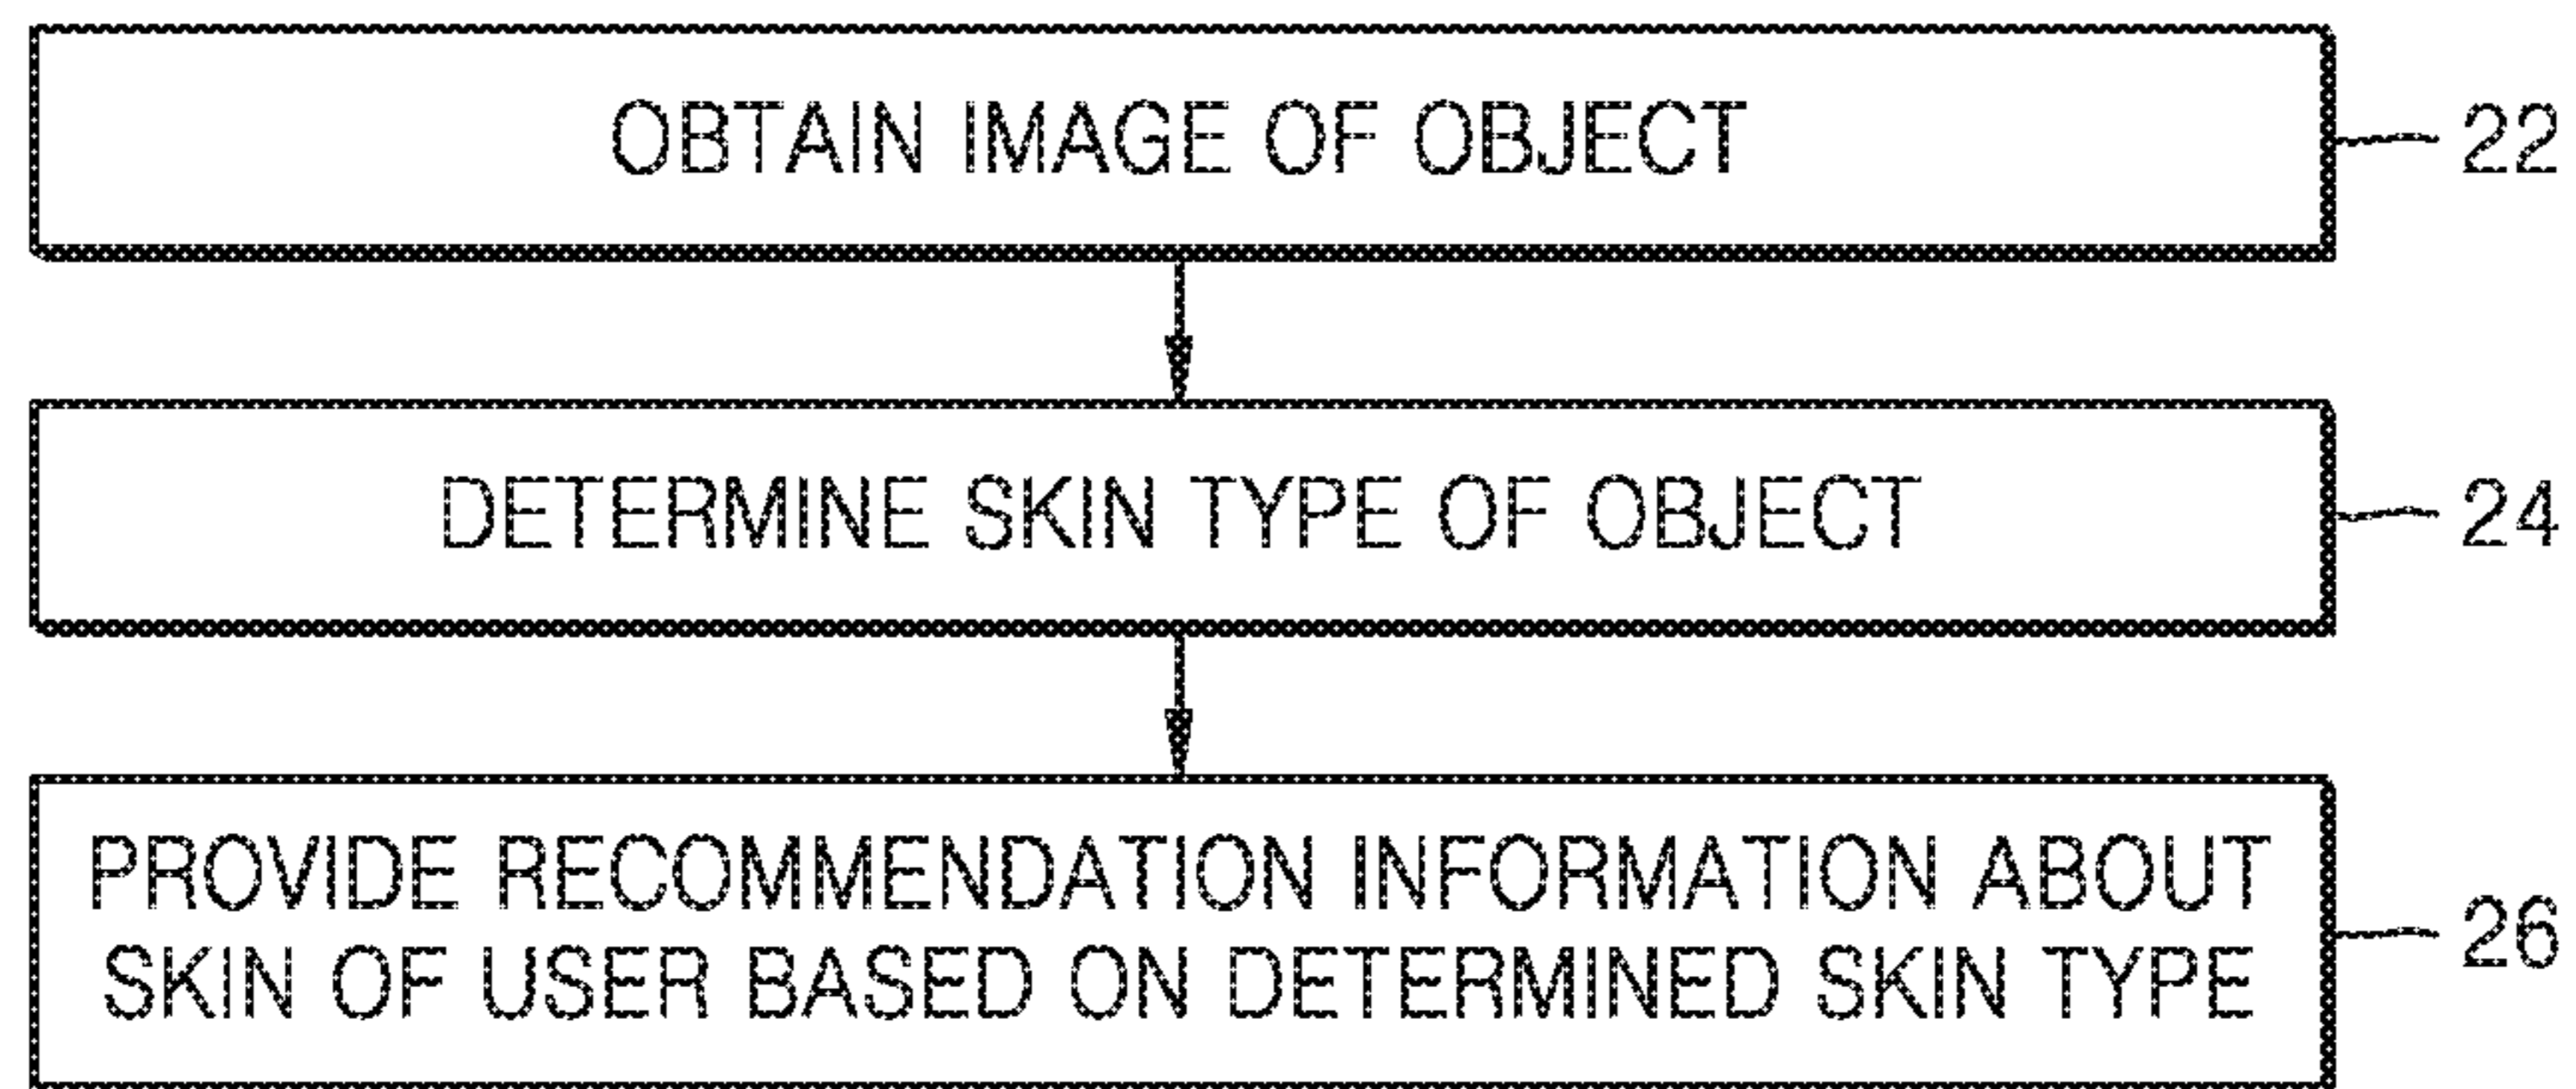 OBTAIN IMAGE OF OBJECT
22
DETERMINE SKIN TYPE OF OBJECT
24
PROVIDE RECOMMENDATION INFORMATION ABOUT
SKIN OF USER BASED ON DETERMINED SKIN TYPE
26